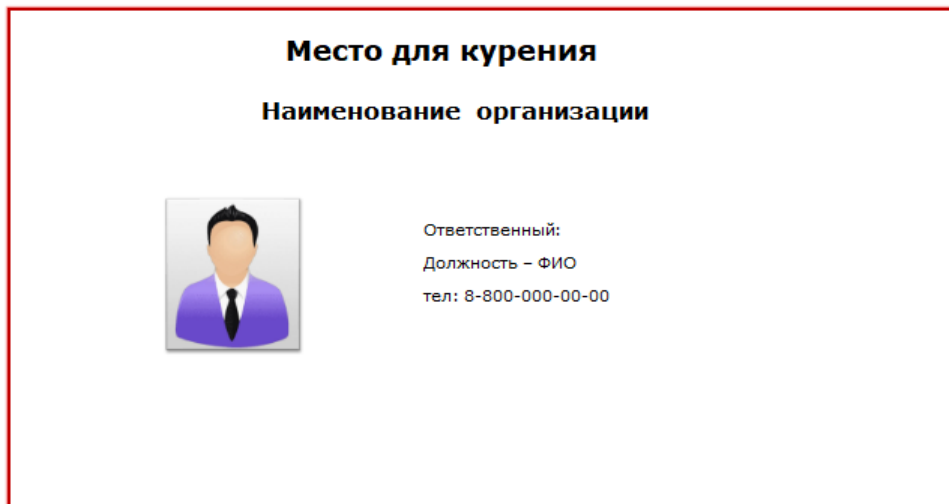 Место для курения
Наименование организации
Ответственный:
Должность – ФИО
тел: 8-800-000-00-00